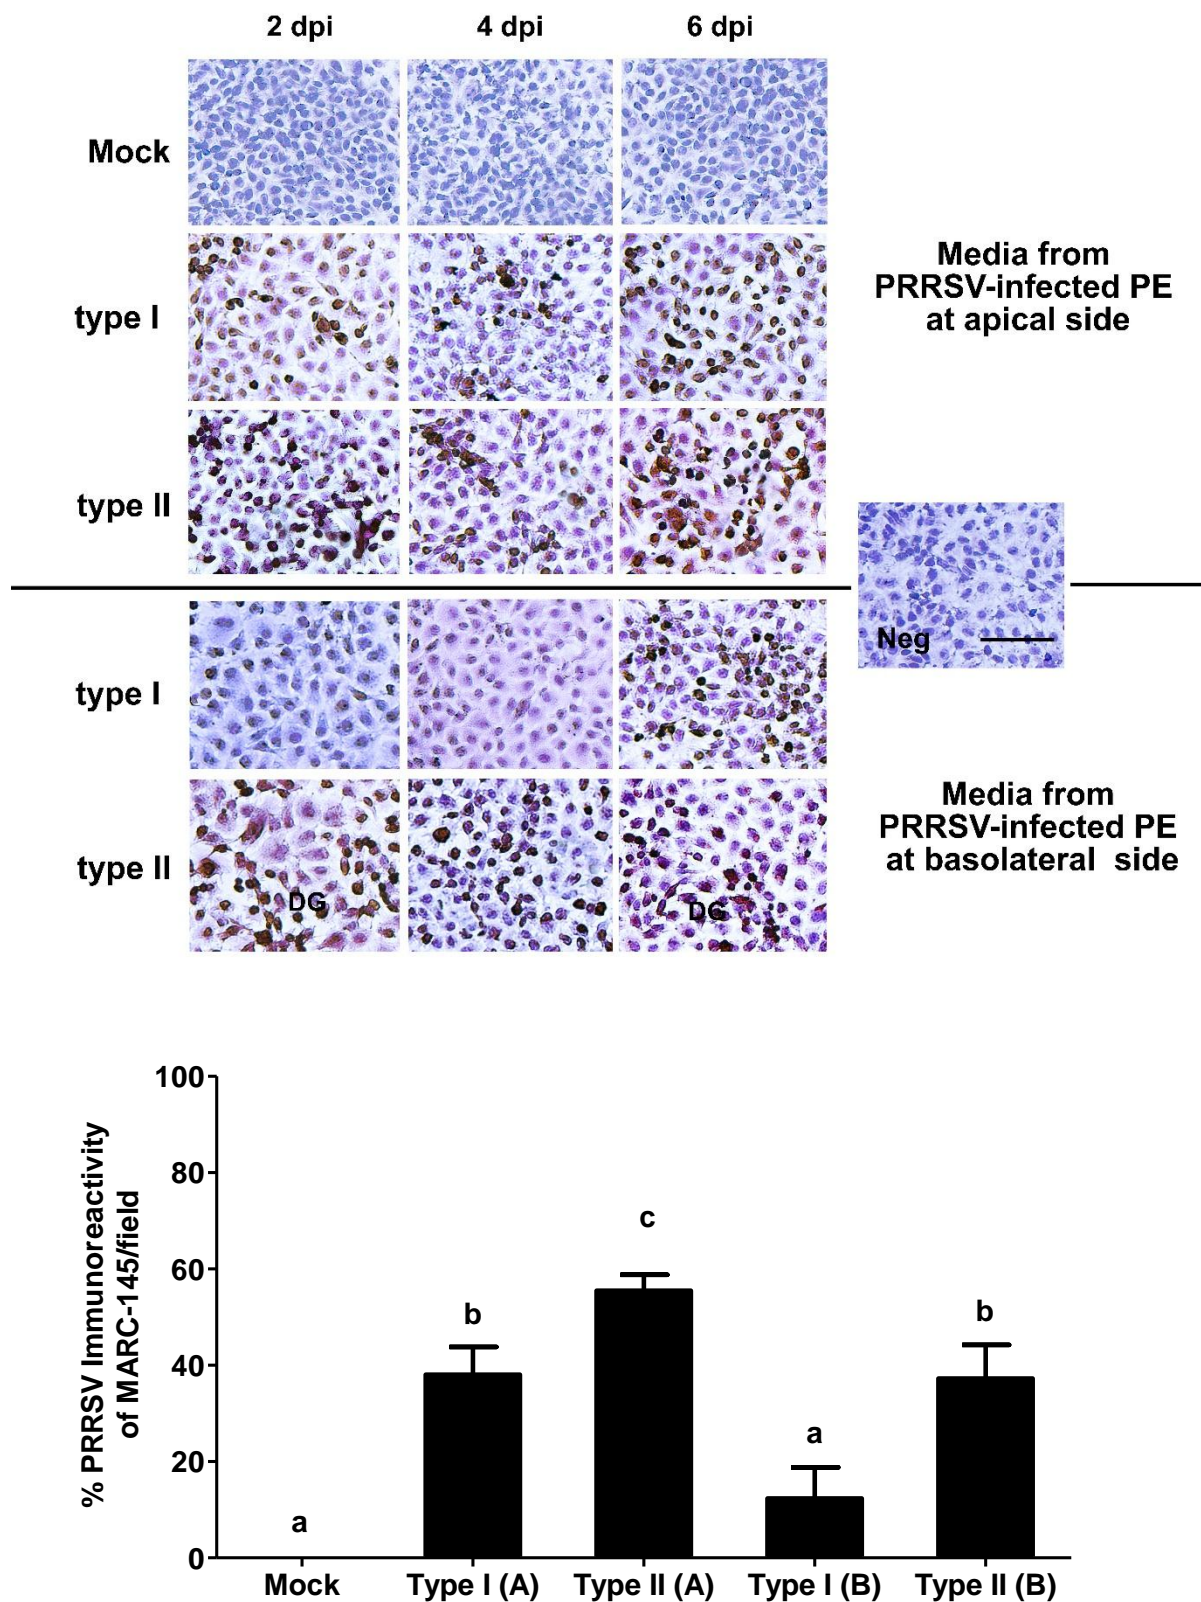 2 dpi 4 dpi 6 dpi
Mock
type I
Media from
PRRSV-infected PE
at apical side
type II
Neg
type I
Media from
PRRSV-infected PE
at basolateral side
type II
DG
DG
100
80
60
40
20
0
% PRRSV Immunoreactivity
of MARC-145/field
a
b
c
a
b
Mock Type I (A) Type II (A) Type I (B) Type II (B)